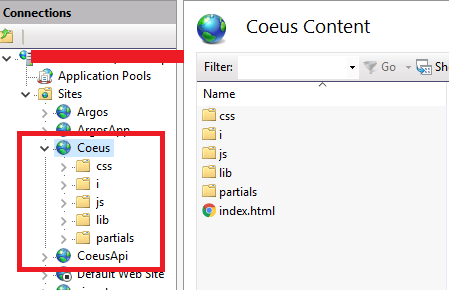 Connections
Application Pools
Sites
Argos
ArgosApp
Coeus
css
i
js
lib
partials
CoeusApi
Default Web Site
Coeus Content
Filter:
Go
Sh
Name
css
i
js
lib
partials
index.html